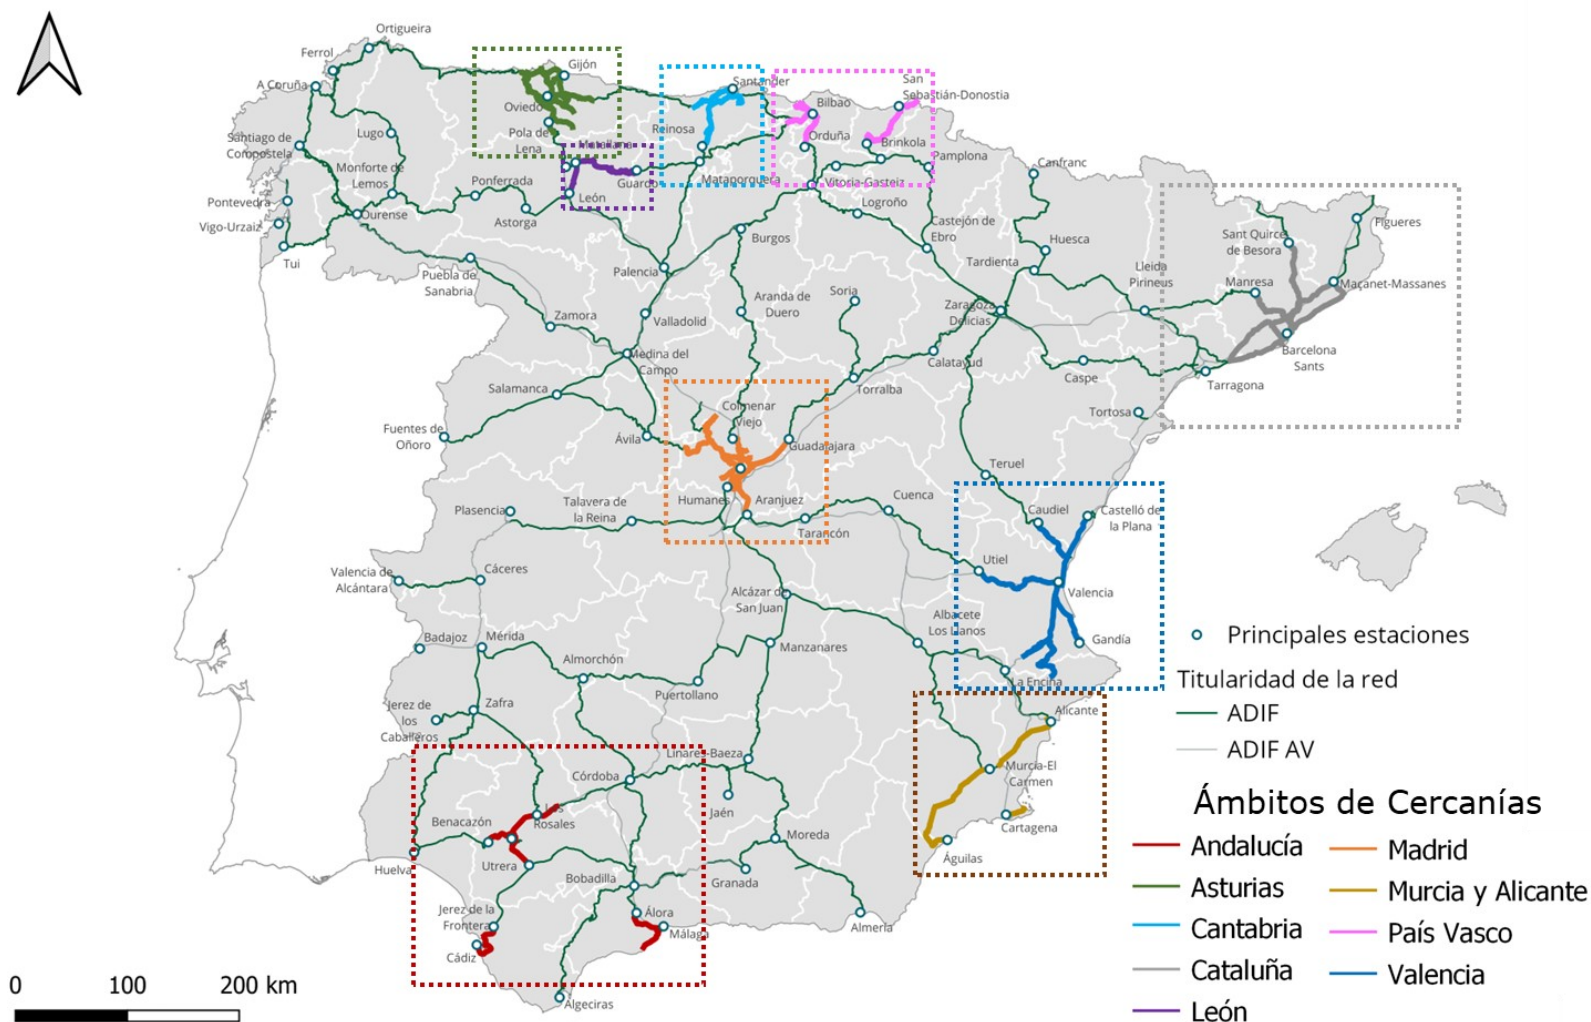 Ortigueira
Ferrol
A Coruña
Santiago de
Compostela
Lugo
Monforte de
Lemos
Pontevedra
Vigo-Urzaiz
Tui
Ourense
Ponferrada
Astorga
Puebla de
Sanabria
Gijón
Oviedo
Pola de
Lena
Matallana
Guardo
León
Santander
Reinosa
Mataporquera
Bilbao
Orduña
San
Sebastián-Donostia
Brinkola
Vitoria-Gasteiz
Pamplona
Logroño
Castejón de
Ebro
Canfranc
Huesca
Tardienta
Lleida
Pirineus
Zaragoza
Delicias
Calatayud
Caspe
Sant Quirce
de Besora
Figueres
Manresa
Maçanet-Massanes
Barcelona
Sants
Tarragona
Tortosa
Burgos
Palencia
Aranda de
Duero
Soria
Valladolid
Zamora
Medina del
Campo
Salamanca
Torralba
Fuentes de
Oñoro
Ávila
Colmenar
Viejo
Guadalajara
Humanes
Aranjuez
Tarancón
Cuenca
Teruel
Plasencia
Talavera de
la Reina
Caudiel
Castelló de
la Plana
Utiel
Valencia
Gandía
La Encina
Valencia de
Alcántara
Cáceres
Alcázar de
San Juan
Albacete
Los Llanos
Badajoz
Mérida
Almorchón
Manzanares
Puertollano
Jerez de
los
Caballeros
Zafra
Alicante
Murcia-El
Carmen
Cartagena
Águilas
Linares-Baeza
Córdoba
Jaén
Los
Rosales
Benacazón
Utrera
Huelva
Bobadilla
Moreda
Granada
Almería
Jerez de la
Frontera
Cádiz
Álora
Málaga
Algeciras
Principales estaciones
Titularidad de la red
ADIF
ADIF AV
Ámbitos de Cercanías
Andalucía
Asturias
Cantabria
Cataluña
León
Madrid
Murcia y Alicante
País Vasco
Valencia
0 100 200 km